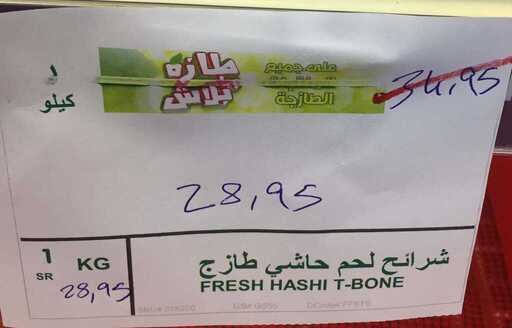 طازه
بلاش
على جميع
الطازجة
34,95
١
كيلو
28,95
1 KG
SR
28,95
شرائح لحم حاشي طازج
FRESH HASHI T-BONE